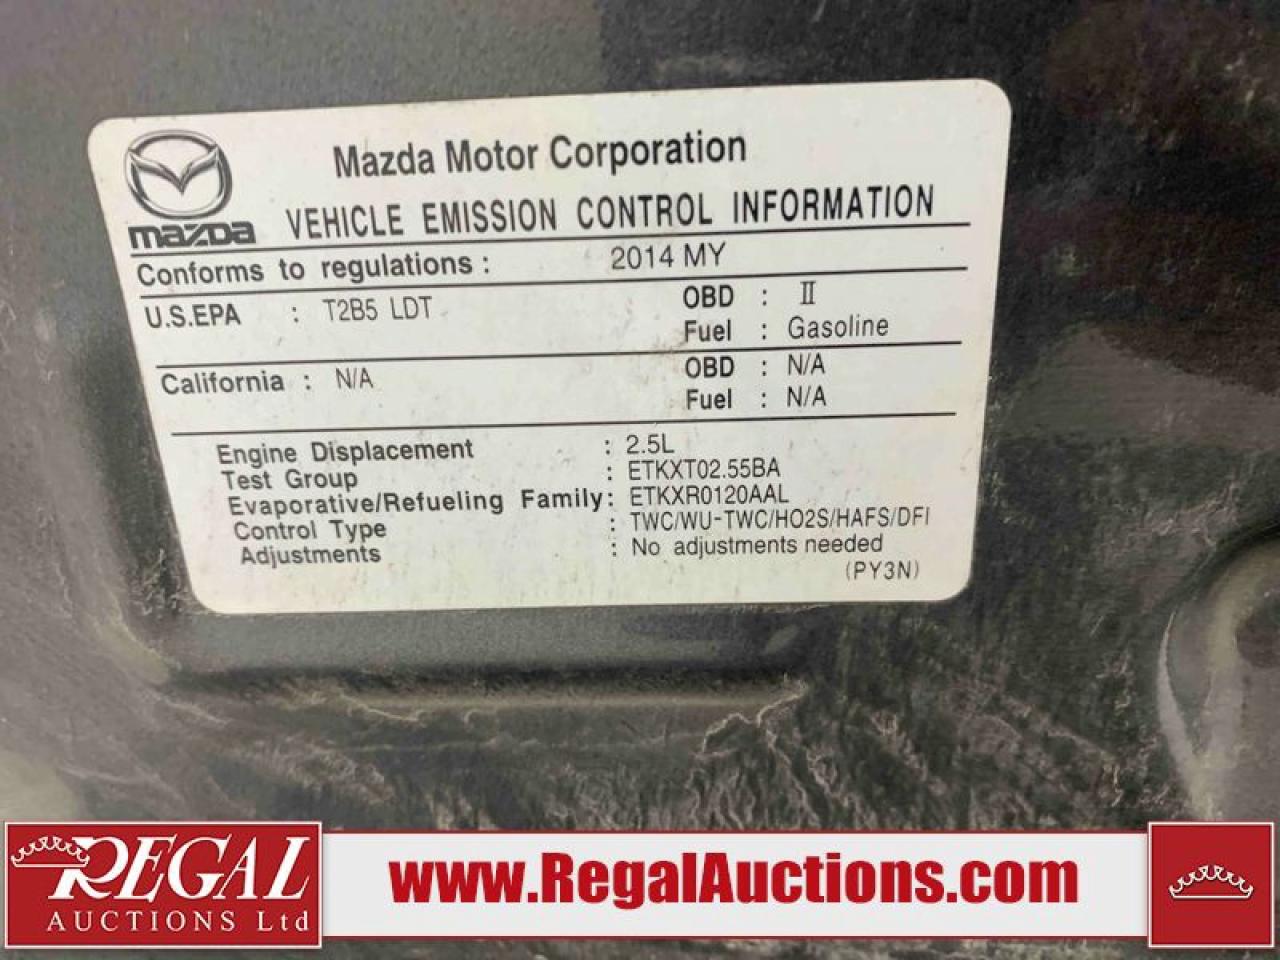 mazda
Mazda Motor Corporation
VEHICLE EMISSION CONTROL INFORMATION
Conforms to regulations : 2014 MY
U.S.EPA : T2B5 LDT OBD : II
Fuel : Gasoline
California : N/A OBD : N/A
Fuel : N/A
Engine Displacement : 2.5L
Test Group : ETKXT02.55BA
Evaporative/Refueling Family : ETKXR0120AAL
Control Type : TWC/WU-TWC/HO2S/HAFS/DFI
Adjustments : No adjustments needed
(PY3N)
REGAL
AUCTIONS Ltd
www.RegalAuctions.com